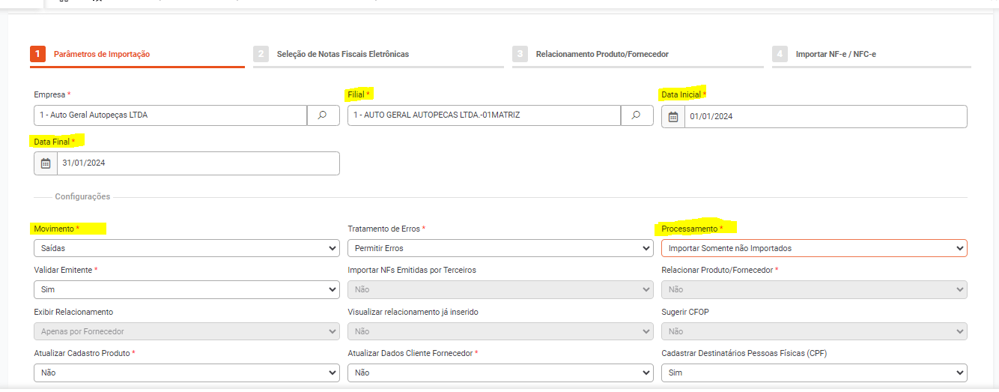 1 Parâmetros de Importação 2 Seleção de Notas Fiscais Eletrônicas 3 Relacionamento Produto/Fornecedor 4 Importar NF-e / NFC-e
Empresa * Filial * Data Inicial *
1 - Auto Geral Autopeças LTDA 1 - AUTO GERAL AUTOPECAS LTDA.-01MATRIZ 01/01/2024
Data Final *
31/01/2024
Configurações
Movimento * Tratamento de Erros * Processamento *
Saídas Permitir Erros Importar Somente não Importados
Validar Emitente * Importar NFs Emitidas por Terceiros Relacionar Produto/Fornecedor *
Sim Não Não
Exibir Relacionamento Visualizar relacionamento já inserido Sugerir CFOP
Apenas por Fornecedor Não Não
Atualizar Cadastro Produto * Atualizar Dados Cliente Fornecedor * Cadastrar Destinatários Pessoas Físicas (CPF)
Não Não Sim